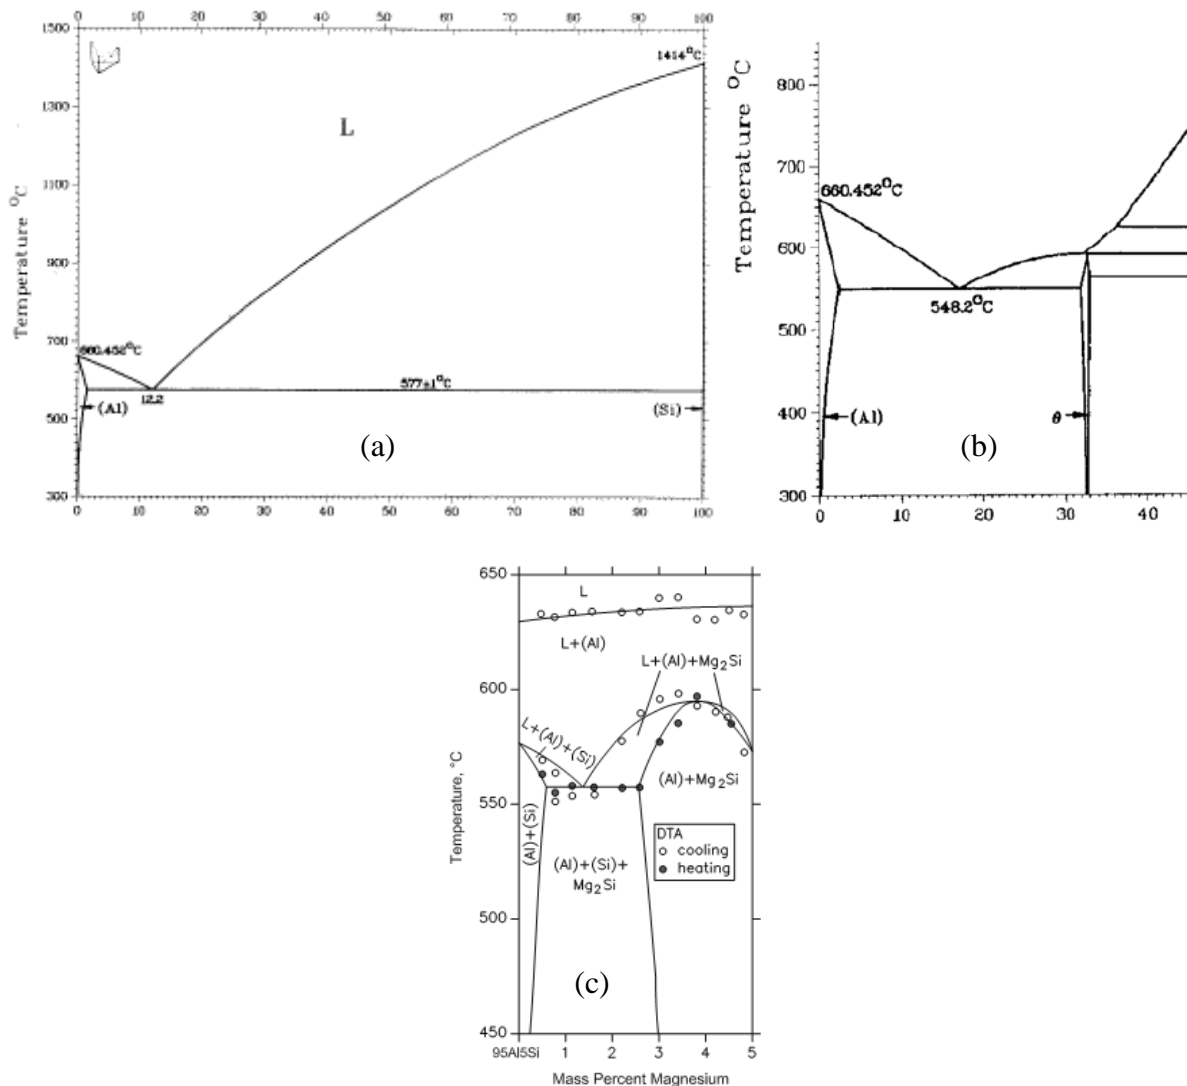 0 10 20 30 40 50 60 70 80 90 100
1500
1300
1100
900
700
500
300
Temperature °C
1414°C
L
660.452°C
577±1°C
12.2
(Al)
(Si)
(a)
0 10 20 30 40 50 60 70 80 90 100
800
700
600
500
400
300
Temperature °C
660.452°C
548.2°C
(Al)
θ
(b)
0 10 20 30 40
650
600
550
500
450
Temperature, °C
L
L+(Al)
L+(Al)+Mg₂Si
L+(Al)+(Si)
(Al)+Mg₂Si
(Al)+(Si)
DTA
○ cooling
● heating
(Al)+(Si)+
Mg₂Si
(c)
95Al5Si 1 2 3 4 5
Mass Percent Magnesium